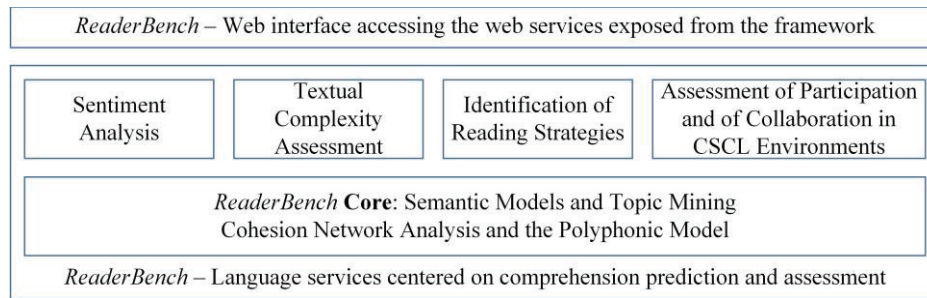 ReaderBench – Web interface accessing the web services exposed from the framework
Sentiment
Analysis
Textual
Complexity
Assessment
Identification of
Reading Strategies
Assessment of Participation
and of Collaboration in
CSCL Environments
ReaderBench Core: Semantic Models and Topic Mining
Cohesion Network Analysis and the Polyphonic Model
ReaderBench – Language services centered on comprehension prediction and assessment